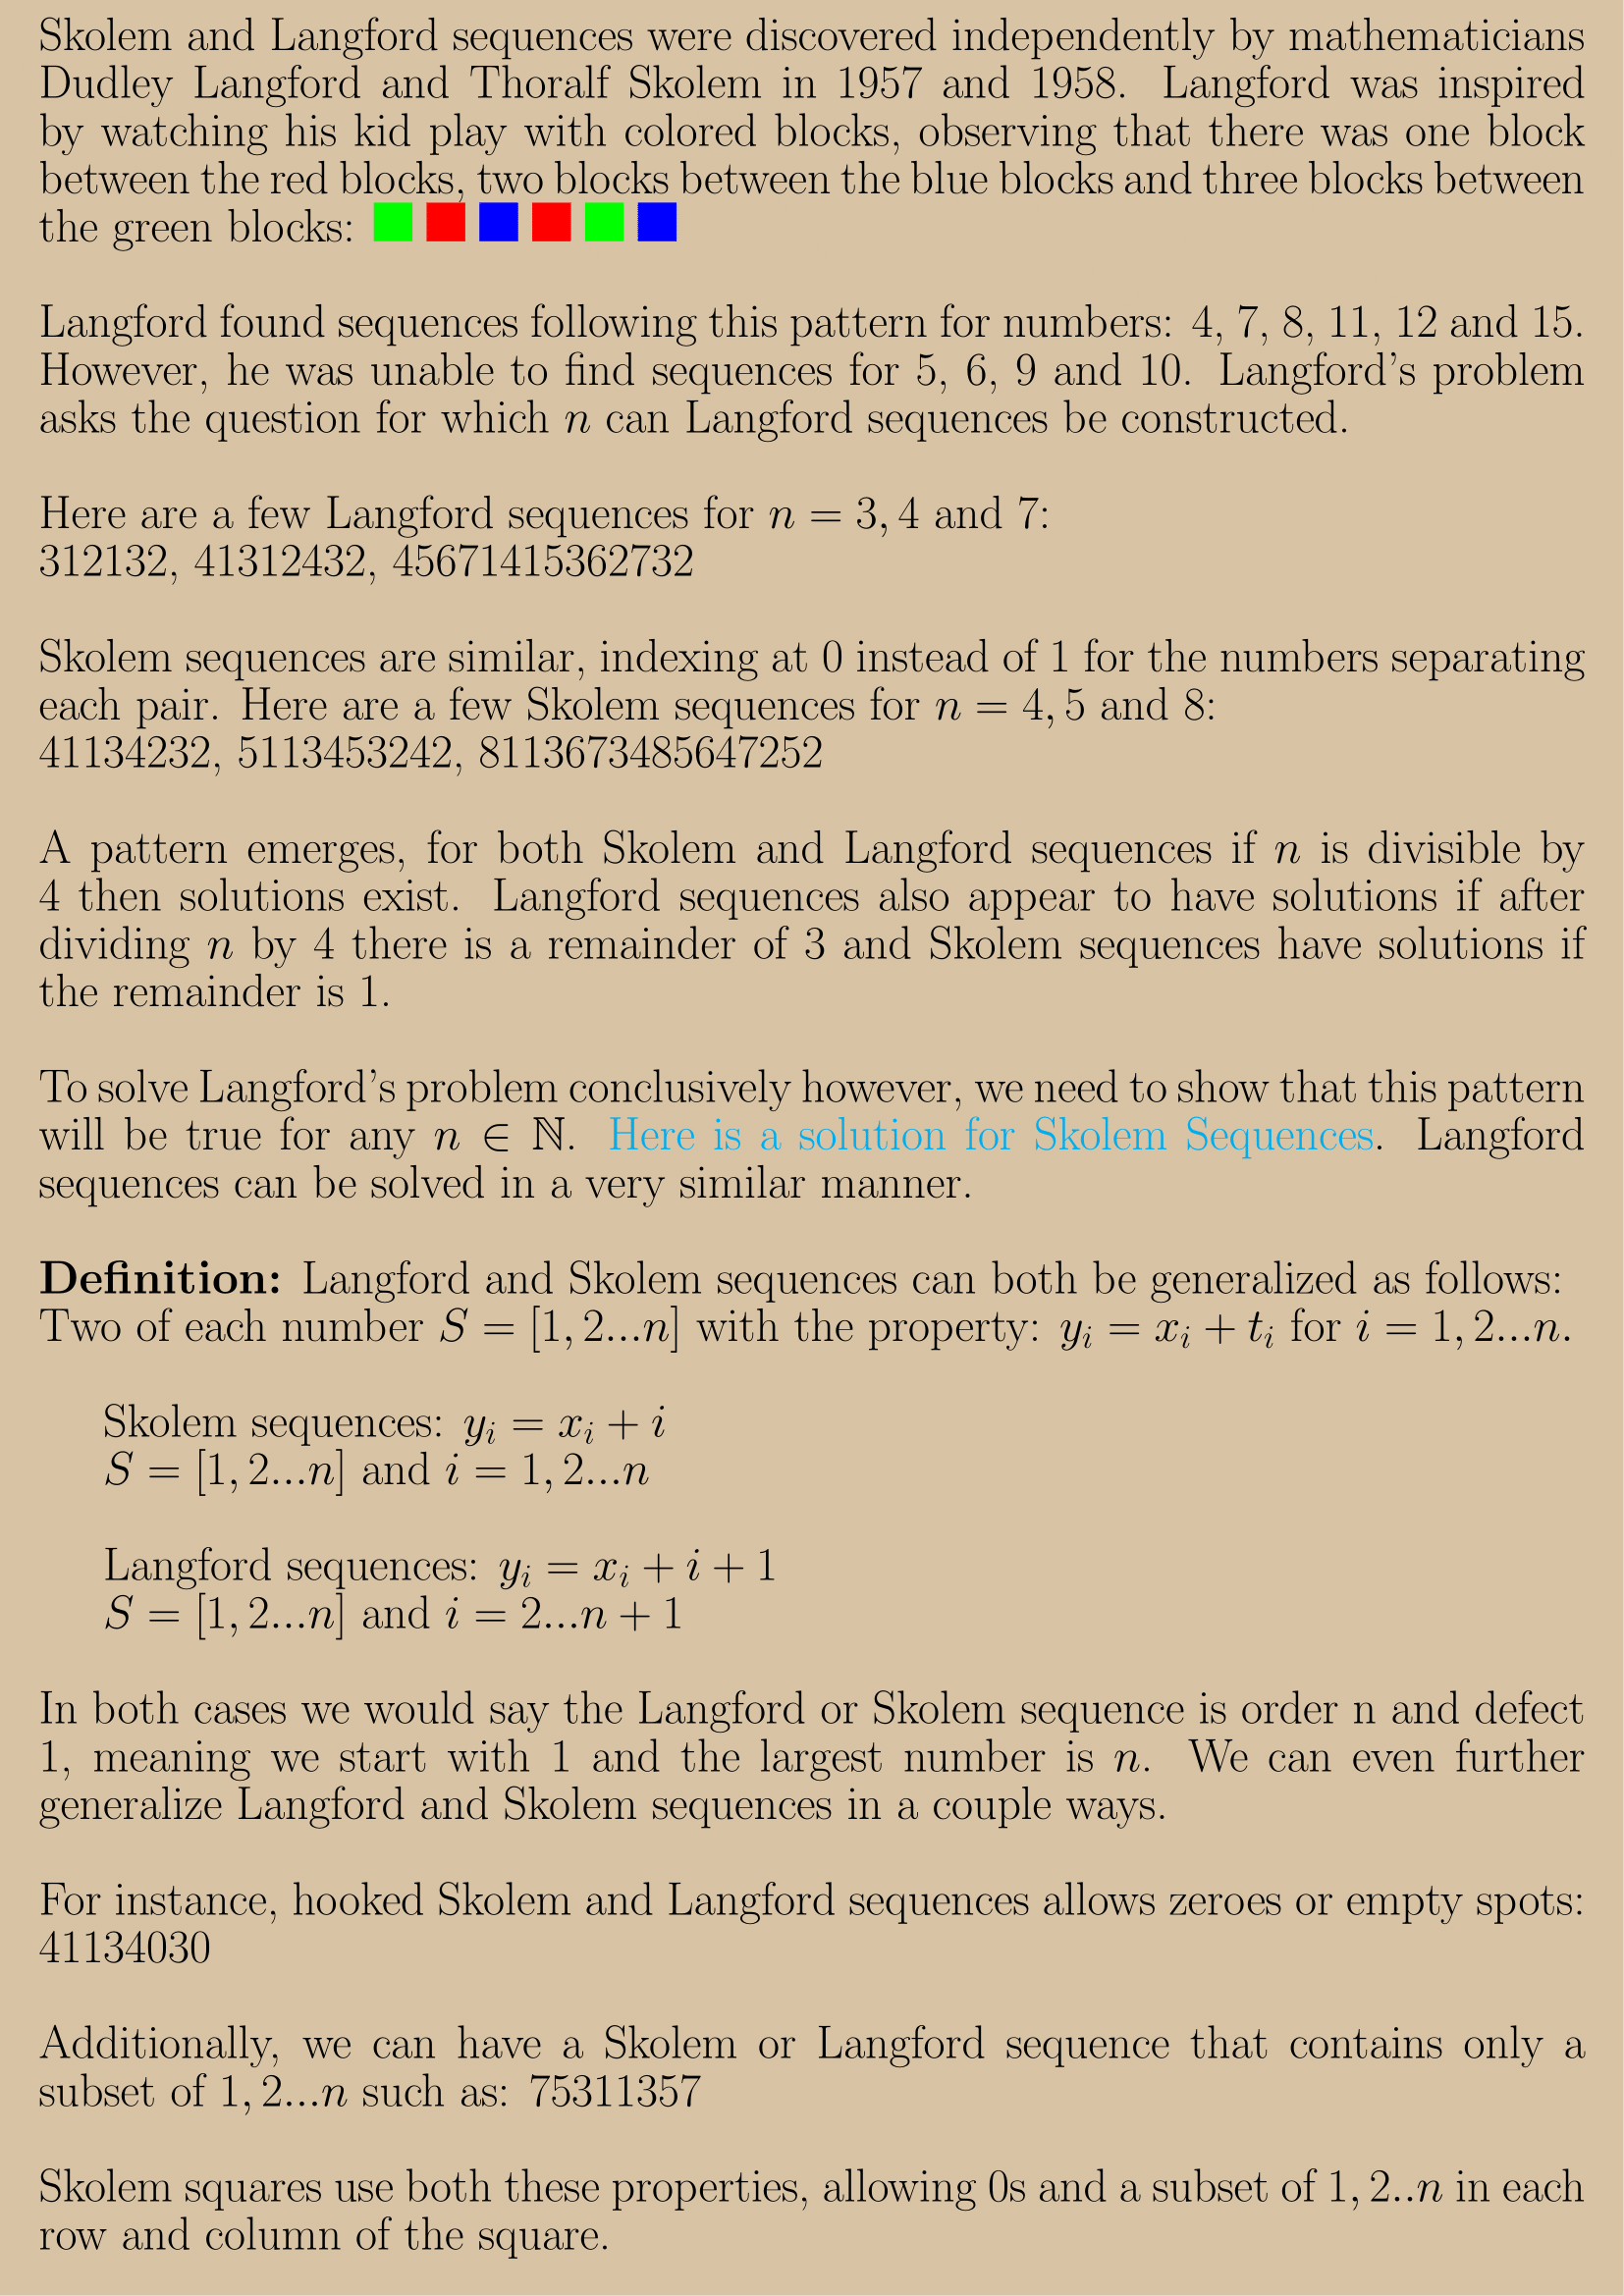 Skolem and Langford sequences were discovered independently by mathematicians
Dudley Langford and Thoralf Skolem in 1957 and 1958. Langford was inspired
by watching his kid play with colored blocks, observing that there was one block
between the red blocks, two blocks between the blue blocks and three blocks between
the green blocks:
Langford found sequences following this pattern for numbers: 4, 7, 8, 11, 12 and 15.
However, he was unable to find sequences for 5, 6, 9 and 10. Langford's problem
asks the question for which n can Langford sequences be constructed.
Here are a few Langford sequences for n = 3, 4 and 7:
312132, 41312432, 45671415362732
Skolem sequences are similar, indexing at 0 instead of 1 for the numbers separating
each pair. Here are a few Skolem sequences for n = 4, 5 and 8:
41134232, 5113453242, 8113673485647252
A pattern emerges, for both Skolem and Langford sequences if n is divisible by
4 then solutions exist. Langford sequences also appear to have solutions if after
dividing n by 4 there is a remainder of 3 and Skolem sequences have solutions if
the remainder is 1.
To solve Langford's problem conclusively however, we need to show that this pattern
will be true for any n ∈ ℕ. Here is a solution for Skolem Sequences. Langford
sequences can be solved in a very similar manner.
Definition: Langford and Skolem sequences can both be generalized as follows:
Two of each number S = [1, 2...n] with the property: yᵢ = xᵢ + tᵢ for i = 1, 2...n.
Skolem sequences: yᵢ = xᵢ + i
S = [1, 2...n] and i = 1, 2...n
Langford sequences: yᵢ = xᵢ + i + 1
S = [1, 2...n] and i = 2...n + 1
In both cases we would say the Langford or Skolem sequence is order n and defect
1, meaning we start with 1 and the largest number is n. We can even further
generalize Langford and Skolem sequences in a couple ways.
For instance, hooked Skolem and Langford sequences allows zeroes or empty spots:
41134030
Additionally, we can have a Skolem or Langford sequence that contains only a
subset of 1, 2...n such as: 75311357
Skolem squares use both these properties, allowing 0s and a subset of 1, 2..n in each
row and column of the square.